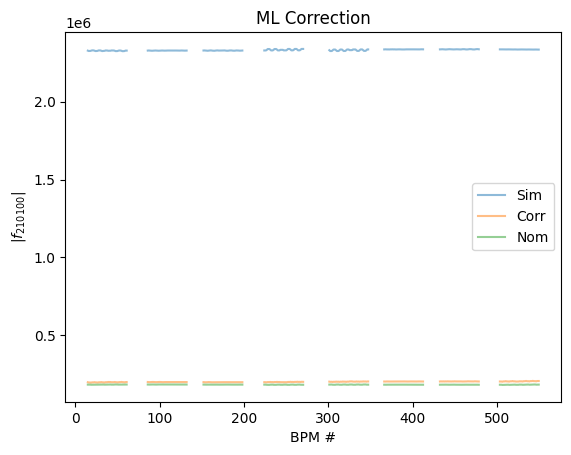 ML Correction
1e6
2.0
1.5
1.0
0.5
|f₂₁₀₁₀₀|
Sim
Corr
Nom
0
100
200
300
400
500
BPM #